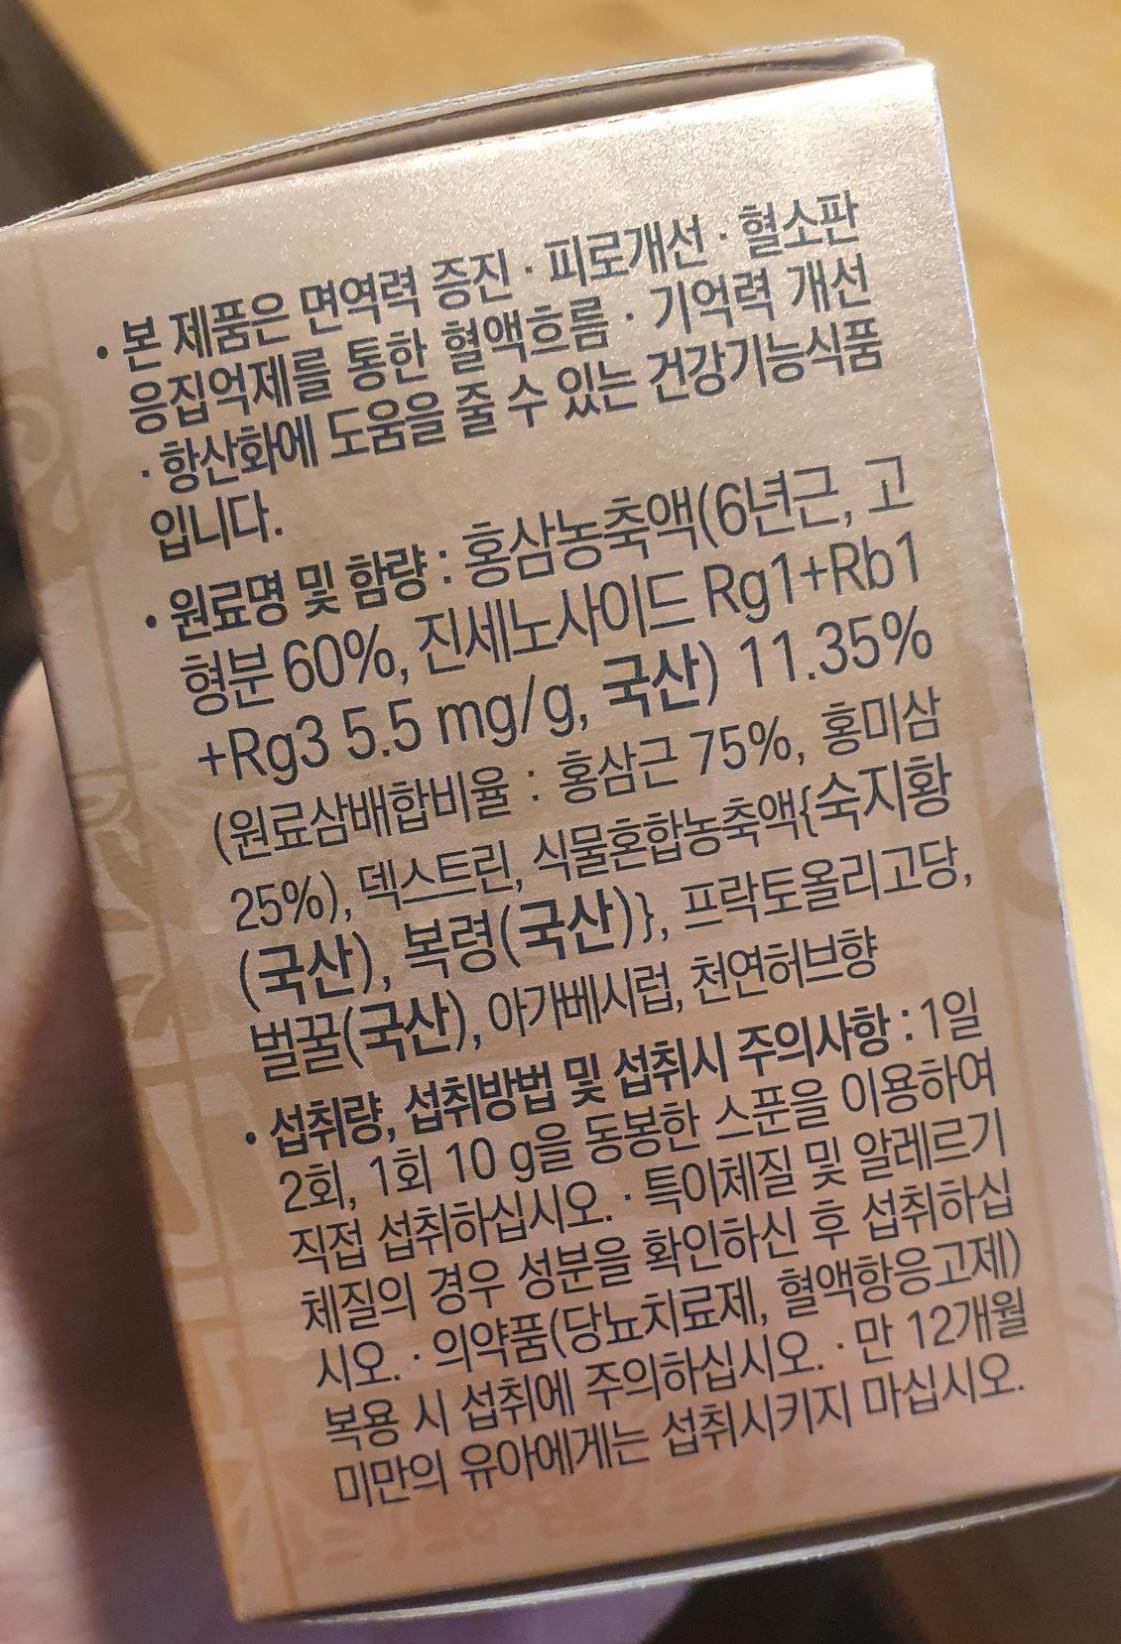 • 본 제품은 면역력 증진 · 피로개선 · 혈소판
응집억제를 통한 혈액흐름 · 기억력 개선
· 항산화에 도움을 줄 수 있는 건강기능식품
입니다.
• 원료명 및 함량 : 홍삼농축액(6년근, 고
형분 60%, 진세노사이드 Rg1+Rb1
+Rg3 5.5 mg/g, 국산) 11.35%
(원료삼배합비율 : 홍삼근 75%, 홍미삼
25%), 덱스트린, 식물혼합농축액{숙지황
(국산), 복령(국산)}, 프락토올리고당,
벌꿀(국산), 아가베시럽, 천연허브향
• 섭취량, 섭취방법 및 섭취시 주의사항 : 1일
2회, 1회 10 g을 동봉한 스푼을 이용하여
직접 섭취하십시오. · 특이체질 및 알레르기
체질의 경우 성분을 확인하신 후 섭취하십
시오. · 의약품(당뇨치료제, 혈액항응고제)
복용 시 섭취에 주의하십시오. · 만 12개월
미만의 유아에게는 섭취시키지 마십시오.